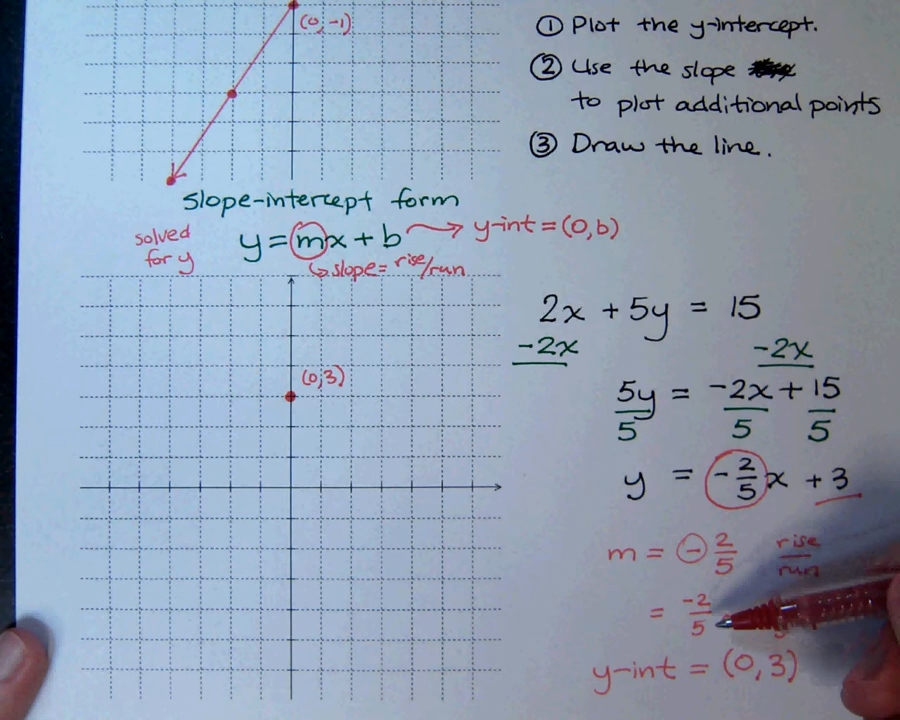 (0,-1)
① Plot the y-intercept.
② Use the slope
to plot additional points
③ Draw the line.
slope-intercept form
solved for y
y = mx + b → y-int = (0,b)
↳ slope = rise/run
(0,3)
2x + 5y = 15
-2x -2x
5y = -2x + 15
5 5 5
y = -2/5 x + 3
m = - 2/5 rise/run
= -2/5
y-int = (0,3)